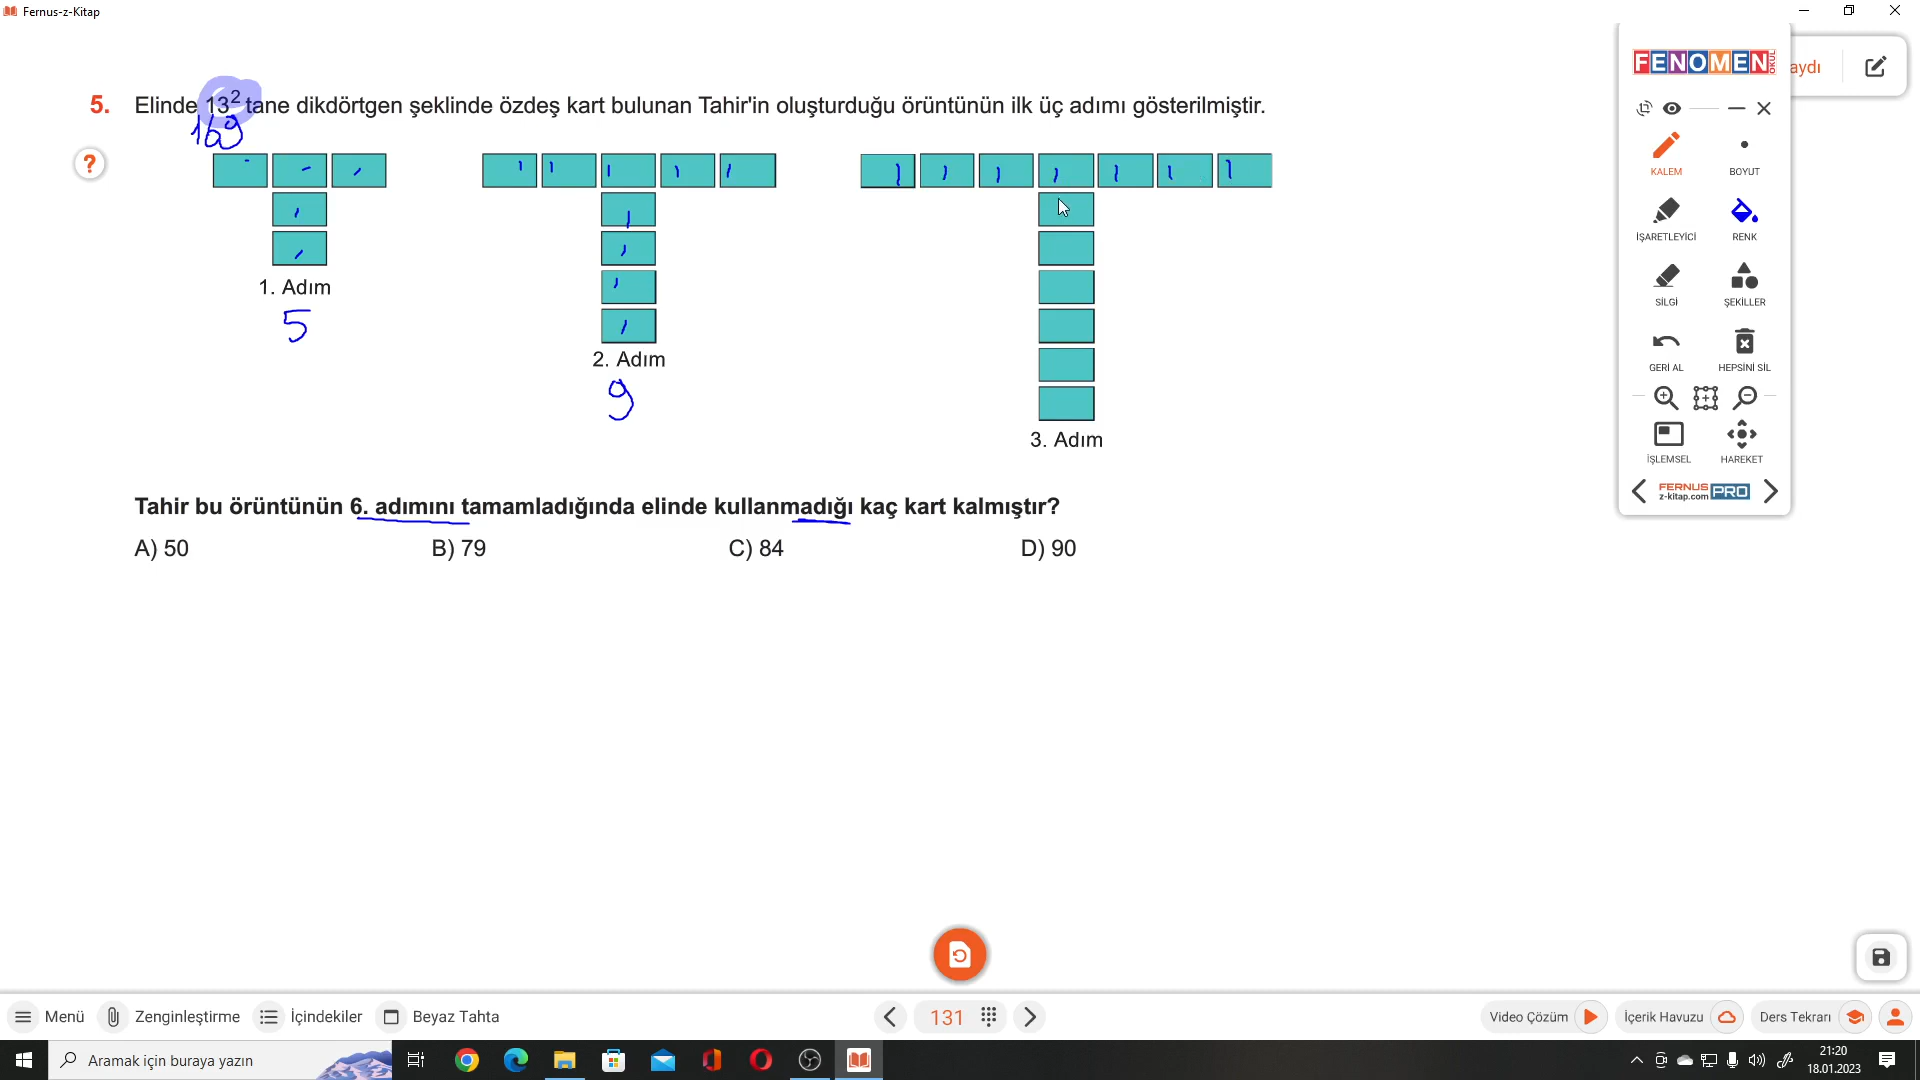 Fernus-z-Kitap
FENOMEN OKUL
aydı
5. Elinde 13² tane dikdörtgen şeklinde özdeş kart bulunan Tahir'in oluşturduğu örüntünün ilk üç adımı gösterilmiştir.
169
?
1. Adım
5
2. Adım
9
3. Adım
Tahir bu örüntünün 6. adımını tamamladığında elinde kullanmadığı kaç kart kalmıştır?
A) 50 B) 79 C) 84 D) 90
KALEM BOYUT
İŞARETLEYİCİ RENK
SİLGİ ŞEKİLLER
GERİ AL HEPSİNİ SİL
İŞLEMSEL HAREKET
FERNUS
z-kitap.com PRO
Menü Zenginleştirme İçindekiler Beyaz Tahta 131 Video Çözüm İçerik Havuzu Ders Tekrarı
Aramak için buraya yazın
21:20
18.01.2023